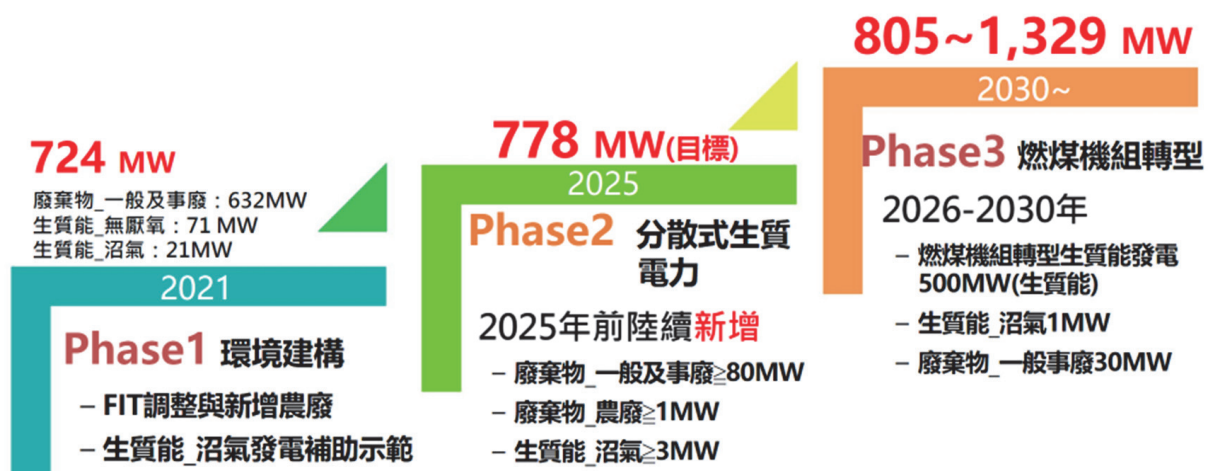 724 MW
廢棄物_一般及事廢：632MW
生質能_無厭氧：71 MW
生質能_沼氣：21MW
2021
Phase1 環境建構
– FIT調整與新增農廢
– 生質能_沼氣發電補助示範
778 MW(目標)
2025
Phase2 分散式生質
電力
2025年前陸續新增
– 廢棄物_一般及事廢≧80MW
– 廢棄物_農廢≧1MW
– 生質能_沼氣≧3MW
805~1,329 MW
2030~
Phase3 燃煤機組轉型
2026-2030年
– 燃煤機組轉型生質能發電
500MW(生質能)
– 生質能_沼氣1MW
– 廢棄物_一般事廢30MW